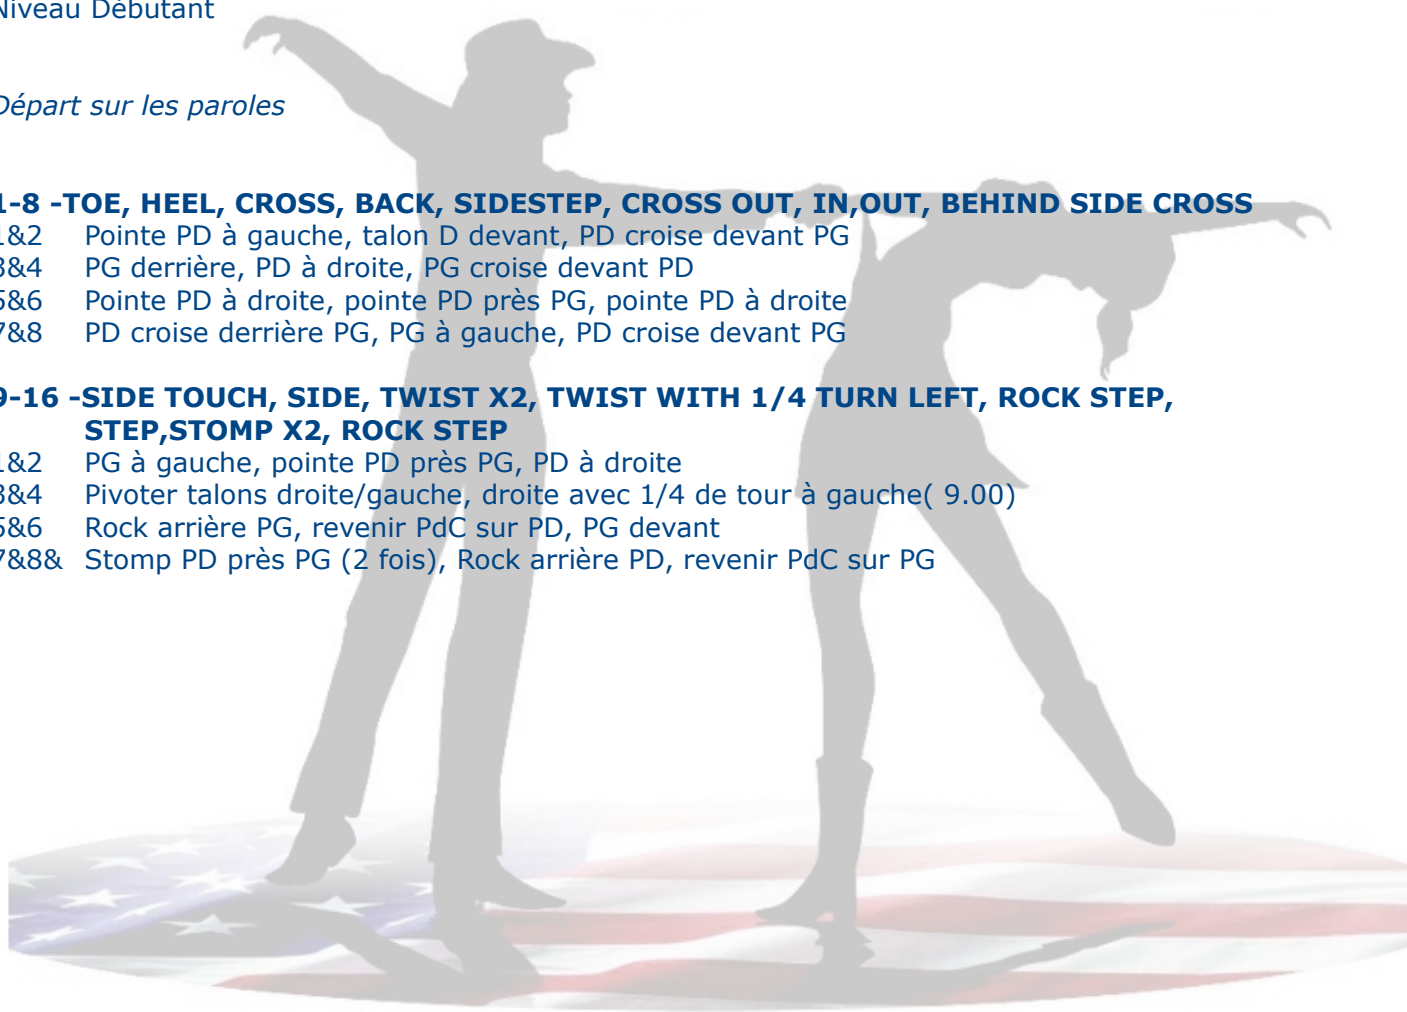 Niveau Débutant
Départ sur les paroles
1-8 -TOE, HEEL, CROSS, BACK, SIDESTEP, CROSS OUT, IN,OUT, BEHIND SIDE CROSS
1&2 Pointe PD à gauche, talon D devant, PD croise devant PG
3&4 PG derrière, PD à droite, PG croise devant PD
5&6 Pointe PD à droite, pointe PD près PG, pointe PD à droite
7&8 PD croise derrière PG, PG à gauche, PD croise devant PG
9-16 -SIDE TOUCH, SIDE, TWIST X2, TWIST WITH 1/4 TURN LEFT, ROCK STEP,
STEP,STOMP X2, ROCK STEP
1&2 PG à gauche, pointe PD près PG, PD à droite
3&4 Pivoter talons droite/gauche, droite avec 1/4 de tour à gauche( 9.00)
5&6 Rock arrière PG, revenir PdC sur PD, PG devant
7&8& Stomp PD près PG (2 fois), Rock arrière PD, revenir PdC sur PG